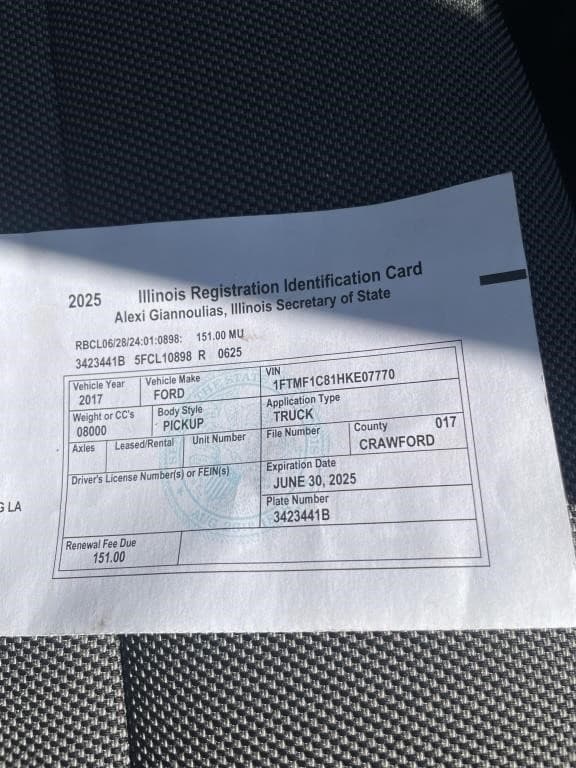 2025 Illinois Registration Identification Card
Alexi Giannoulias, Illinois Secretary of State
RBCL06/28/24:01:0898: 151.00 MU
3423441B 5FCL10898 R 0625
Vehicle Year Vehicle Make VIN
2017 FORD 1FTMF1C81HKE07770
Weight or CC's Body Style Application Type
08000 PICKUP TRUCK
Axles Leased/Rental Unit Number File Number County 017
CRAWFORD
Driver's License Number(s) or FEIN(s) Expiration Date
JUNE 30, 2025
G LA
Plate Number
3423441B
Renewal Fee Due
151.00